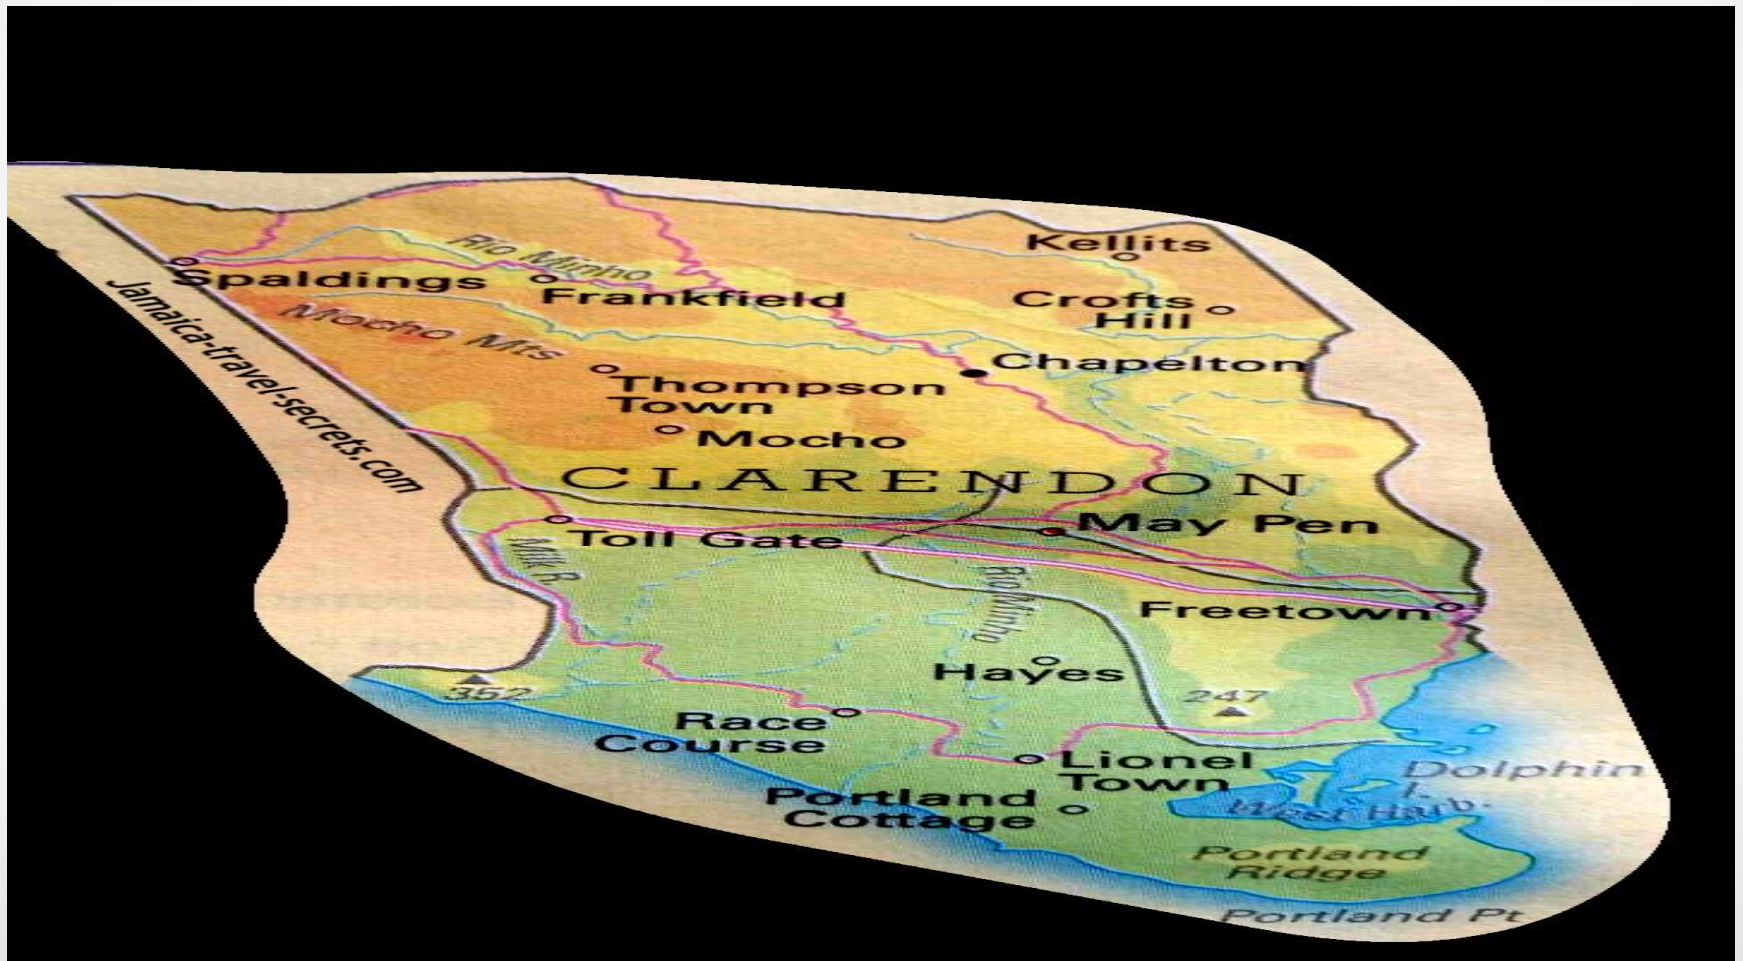 Kellits
Rio Minho
Spaldings
Frankfield
Crofts
Hill
Jamaica-travel-secrets.com
Mocho Mts
Chapelton
Thompson
Town
Mocho
CLARENDON
May Pen
Toll Gate
Milk R.
Rio Minho
Freetown
Hayes
352
247
Race
Course
Lionel
Town
Dolphin
I.
West Harb.
Portland
Cottage
Portland
Ridge
Portland Pt